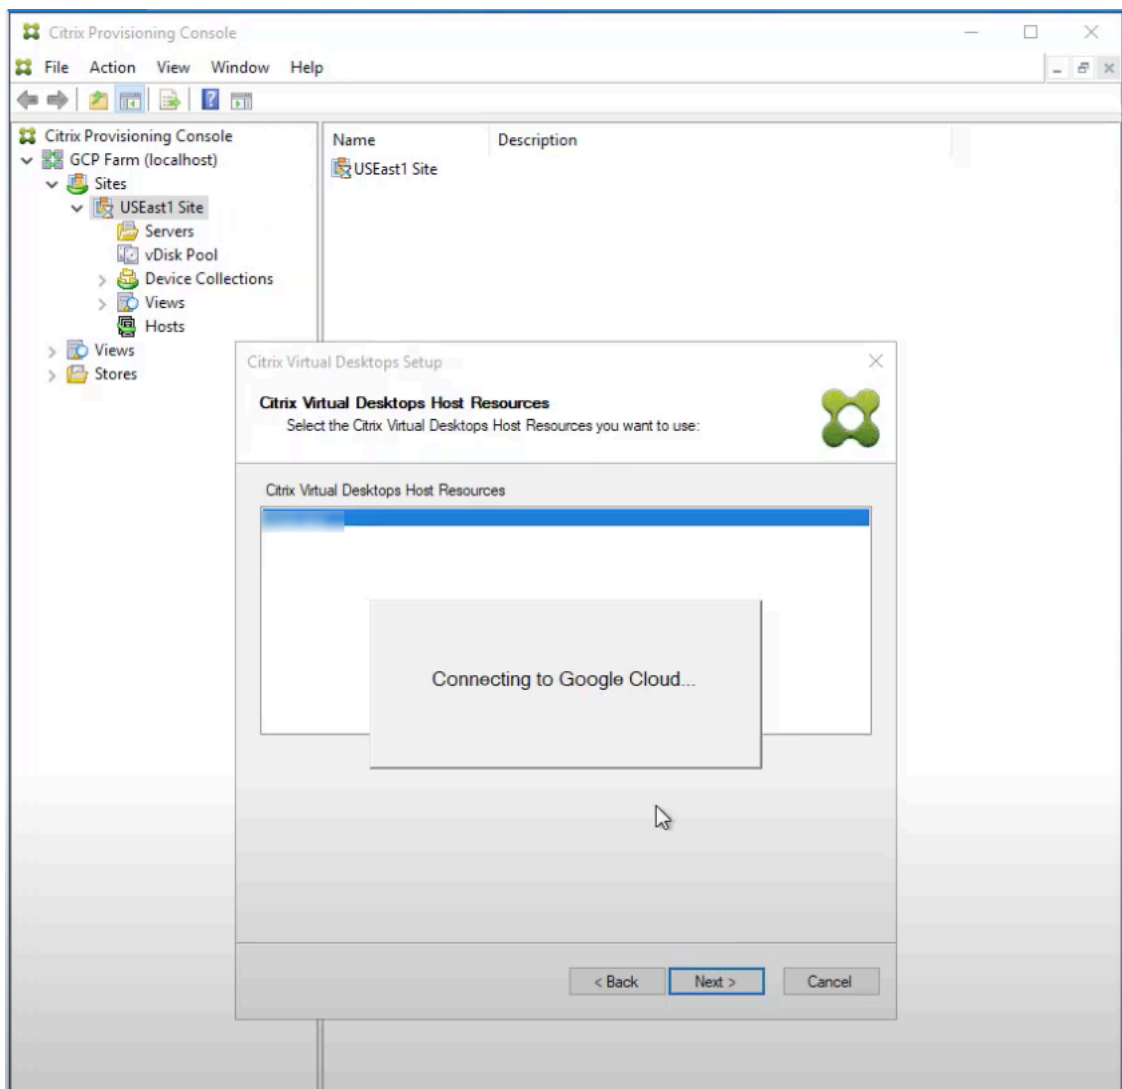 Citrix Provisioning Console
File Action View Window Help
Citrix Provisioning Console
GCP Farm (localhost)
Sites
USEast1 Site
Servers
vDisk Pool
Device Collections
Views
Hosts
Views
Stores
Name Description
USEast1 Site
Citrix Virtual Desktops Setup
Citrix Virtual Desktops Host Resources
Select the Citrix Virtual Desktops Host Resources you want to use:
Citrix Virtual Desktops Host Resources
Connecting to Google Cloud...
< Back Next > Cancel